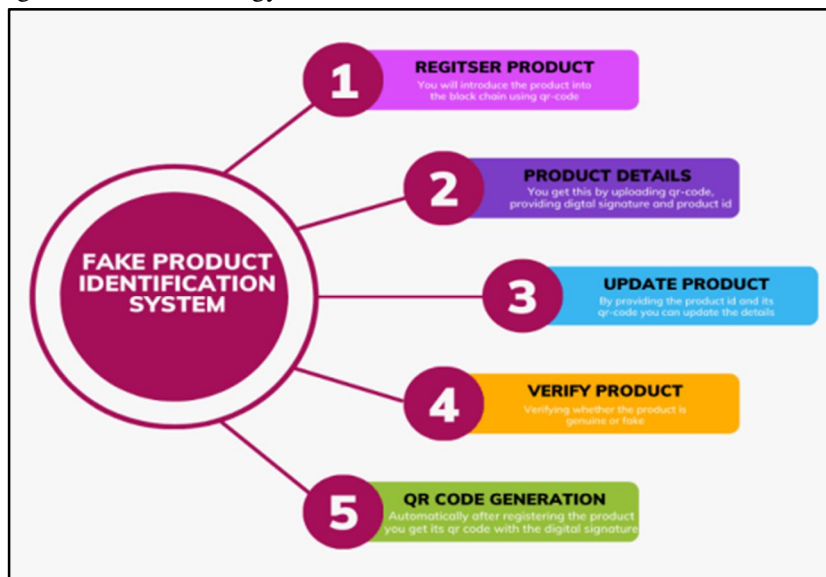 FAKE PRODUCT
IDENTIFICATION
SYSTEM
1
REGITSER PRODUCT
You will introduce the product into
the block chain using qr-code
2
PRODUCT DETAILS
You get this by uploading qr-code,
providing digtal signature and product id
3
UPDATE PRODUCT
By providing the product id and its
qr-code you can update the details
4
VERIFY PRODUCT
Verifying whether the product is
genuine or fake
5
QR CODE GENERATION
Automatically after registering the product
you get its qr code with the digital signature